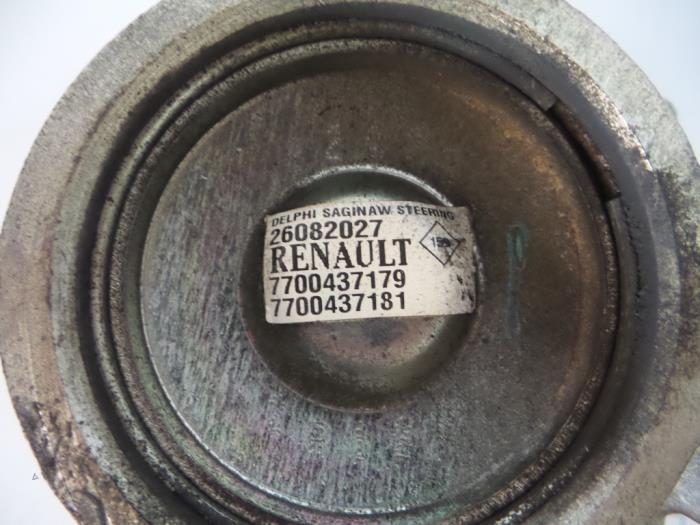 DELPHI SAGINAW STEERING
26082027
RENAULT
7700437179
7700437181